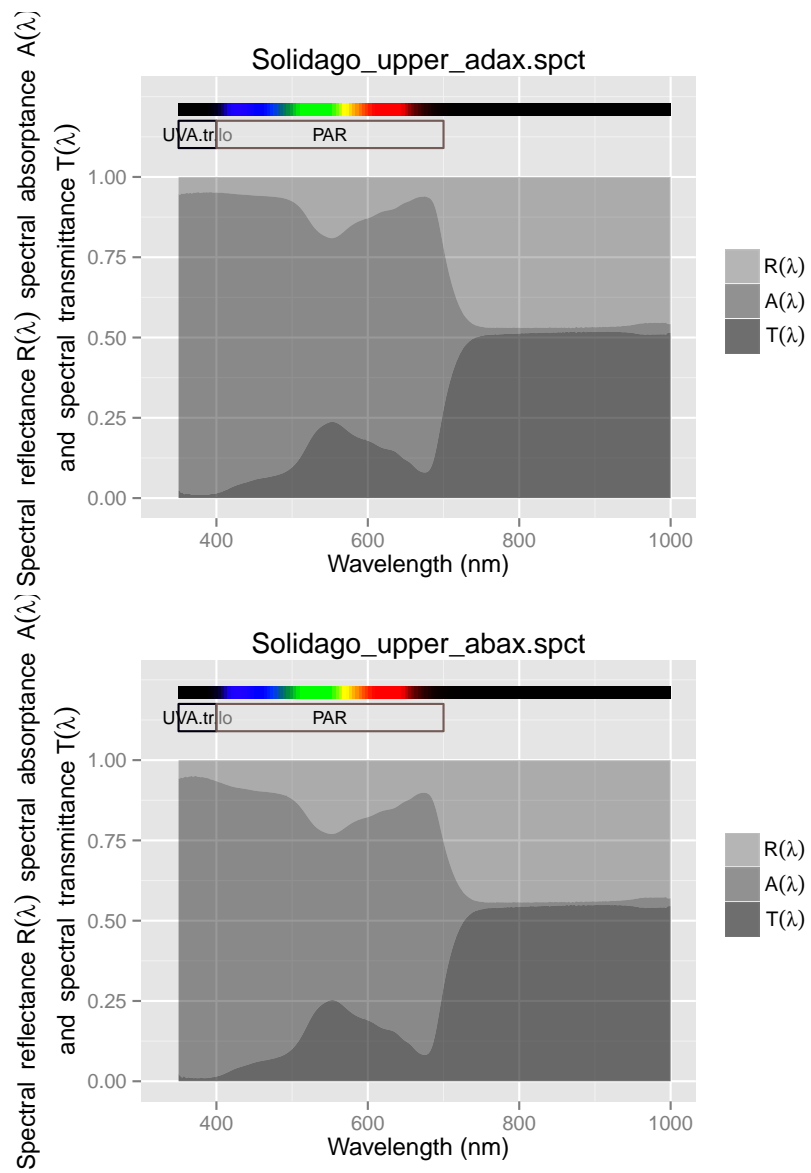 Solidago_upper_adax.spct
UVA.tr.lo PAR
Spectral reflectance R(λ) spectral absorptance A(λ)
and spectral transmittance T(λ)
1.00
0.75
0.50
0.25
0.00
400 600 800 1000
Wavelength (nm)
R(λ)
A(λ)
T(λ)
Solidago_upper_abax.spct
UVA.tr.lo PAR
Spectral reflectance R(λ) spectral absorptance A(λ)
and spectral transmittance T(λ)
1.00
0.75
0.50
0.25
0.00
400 600 800 1000
Wavelength (nm)
R(λ)
A(λ)
T(λ)